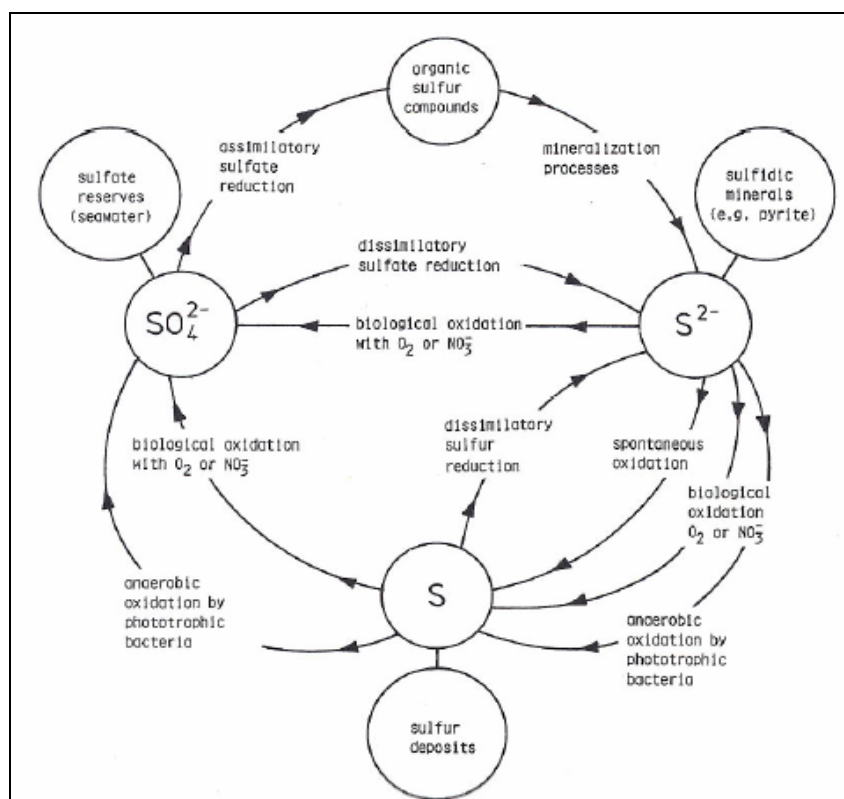 organic
sulfur
compounds
assimilatory
sulfate
reduction
mineralization
processes
sulfate
reserves
(seawater)
sulfidic
minerals
(e.g. pyrite)
dissimilatory
sulfate reduction
SO₄²⁻
S²⁻
biological oxidation
with O₂ or NO₃⁻
biological oxidation
with O₂ or NO₃⁻
dissimilatory
sulfur
reduction
spontaneous
oxidation
biological
oxidation
O₂ or NO₃⁻
anaerobic
oxidation by
phototrophic
bacteria
S
anaerobic
oxidation by
phototrophic
bacteria
sulfur
deposits